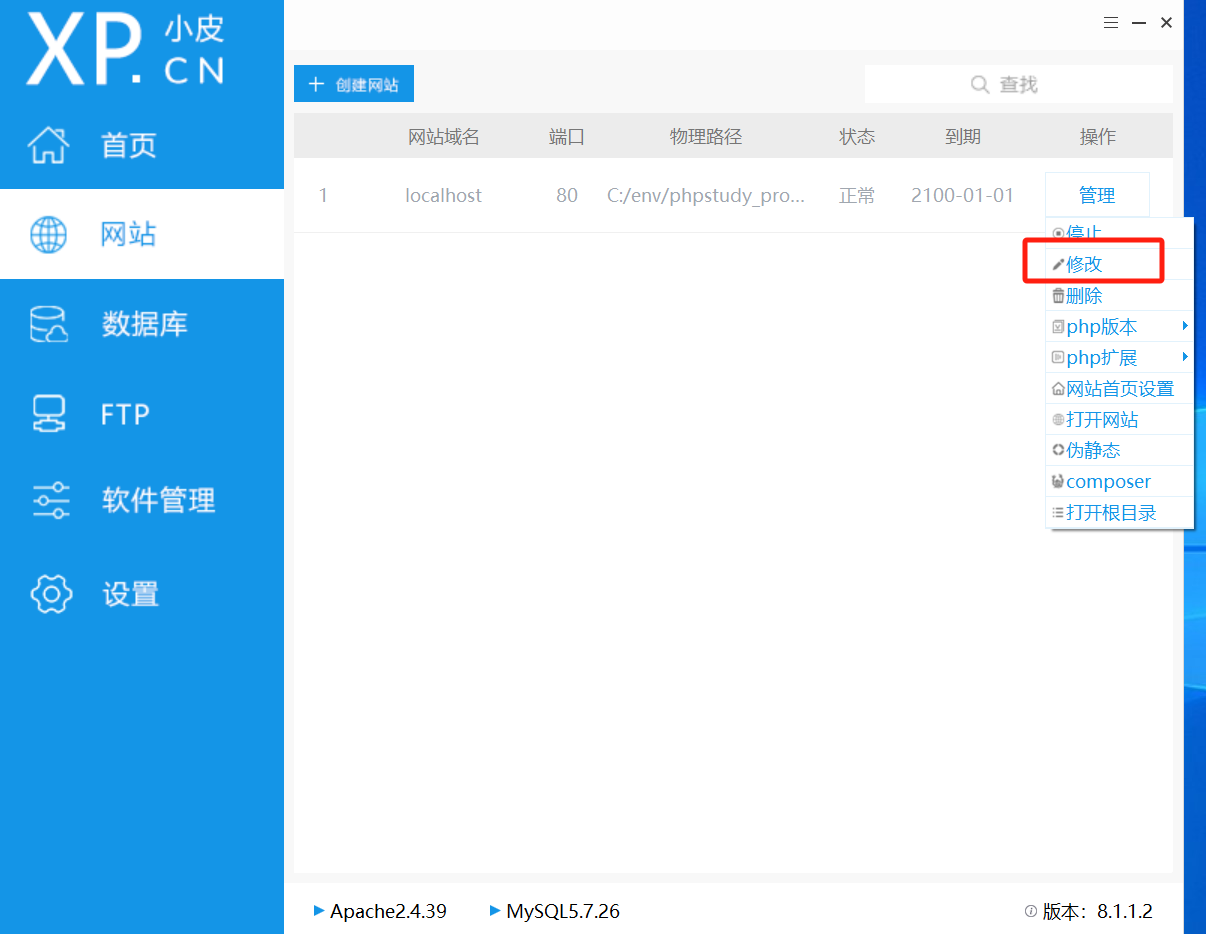 XP. 小皮 CN
首页
网站
数据库
FTP
软件管理
设置
创建网站
查找
网站域名 端口 物理路径 状态 到期 操作
1 localhost 80 C:/env/phpstudy_pro... 正常 2100-01-01 管理
停止
修改
删除
php版本
php扩展
网站首页设置
打开网站
伪静态
composer
打开根目录
Apache2.4.39 MySQL5.7.26 版本：8.1.1.2